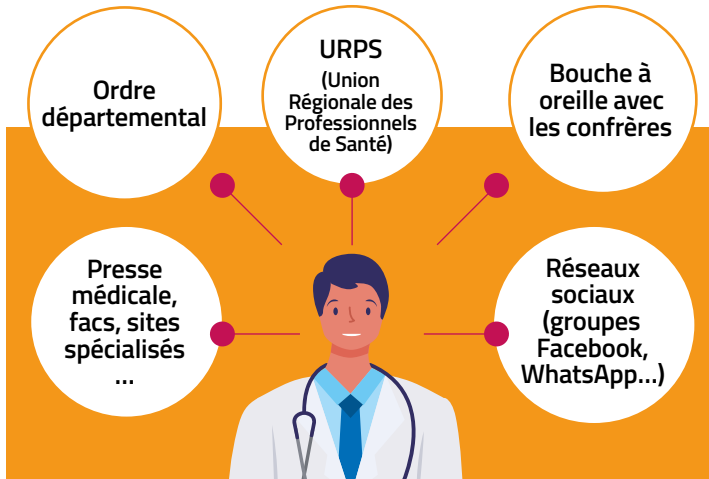 Ordre
départemental
URPS
(Union
Régionale des
Professionnels
de Santé)
Bouche à
oreille avec
les confrères
Presse
médicale,
facs, sites
spécialisés
...
Réseaux
sociaux
(groupes
Facebook,
WhatsApp...)